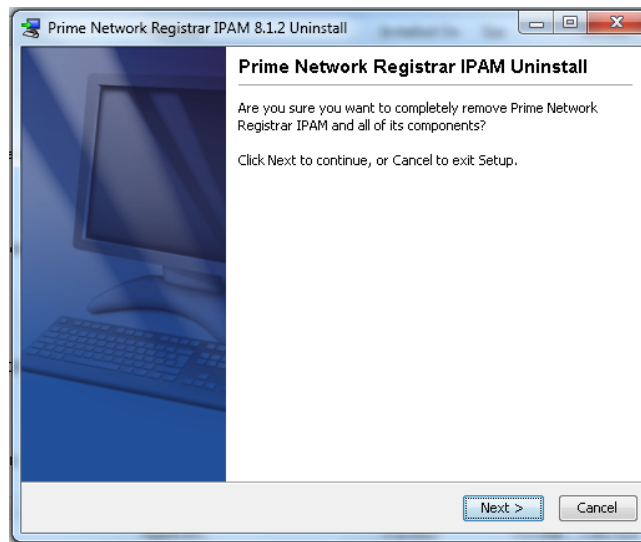 Prime Network Registrar IPAM 8.1.2 Uninstall
Prime Network Registrar IPAM Uninstall
Are you sure you want to completely remove Prime Network
Registrar IPAM and all of its components?
Click Next to continue, or Cancel to exit Setup.
Next >
Cancel